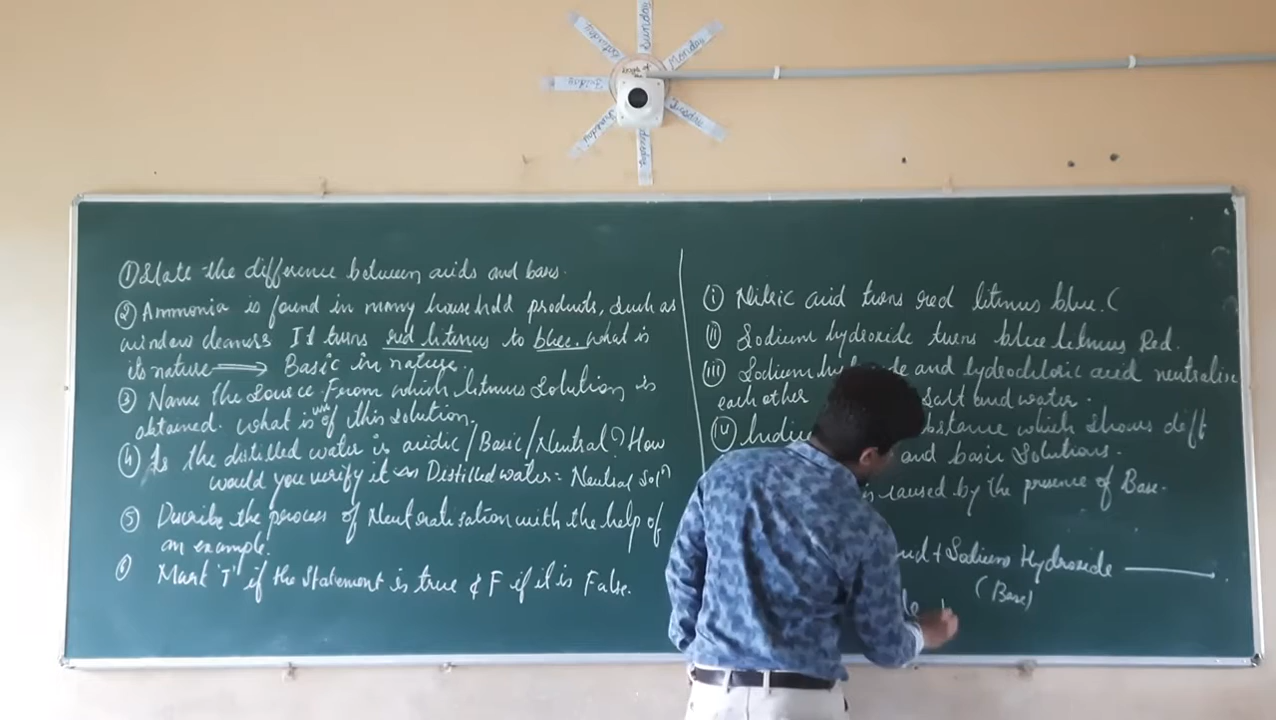 Sunday
Monday
Saturday
Friday
Thursday
① State the difference between acids and bases.
② Ammonia is found in many household products, such as
window cleaners It turns red litmus to blue. what is
its nature ⟹ Basic in nature.
③ Name the Source From which litmus Solution is
obtained. What is use of this solution.
④ Is the distilled water is acidic/Basic/Neutral? How
would you verify it Distilled water = Neutral Solⁿ
⑤ Describe the process of Neutralisation with the help of
an example.
⑥ Mark 'T' if the Statement is true & F if it is False.
(i) Nitric acid turns red litmus blue. (
(ii) Sodium hydroxide turns blue litmus Red.
(iii) Sodium and hydrochloric acid neutralise
each other salt and water.
(iv) which shows diff
and basic Solutions.
is caused by the presence of Base.
+ Sodium Hydroxide
(Base)